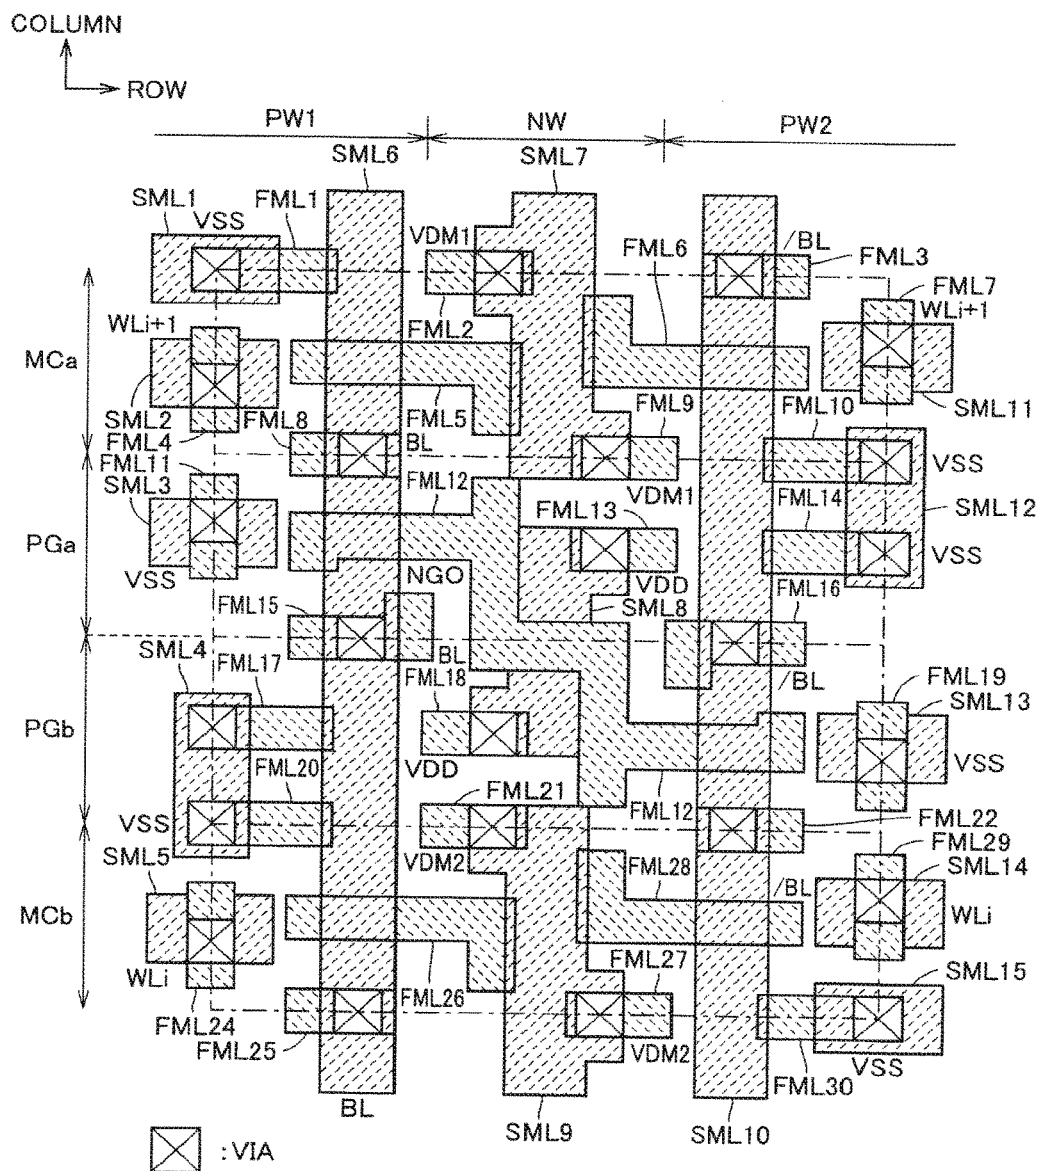 COLUMN
ROW
PW1 NW PW2
SML6 SML7
SML1 FML1
VSS VDM1 /BL
FML6 FML3
FML7
WLi+1 FML2 WLi+1
MCa
SML2 FML8 FML5 FML9 FML10 SML11
FML4 BL
FML11 VSS
SML3 FML12 VDM1
FML13 FML14 SML12
PGa
VSS NGO VDD VSS
FML15 SML8 FML16
SML4 BL
FML17 FML18 /BL FML19
SML13
PGb
FML20 VDD VSS
FML21 FML12 FML22
VSS VDM2 FML29
SML5 FML28 /BL SML14
MCb
WLi
WLi FML26 FML27 SML15
FML24
FML25 VDM2 VSS
FML30
BL
SML9 SML10
: VIA